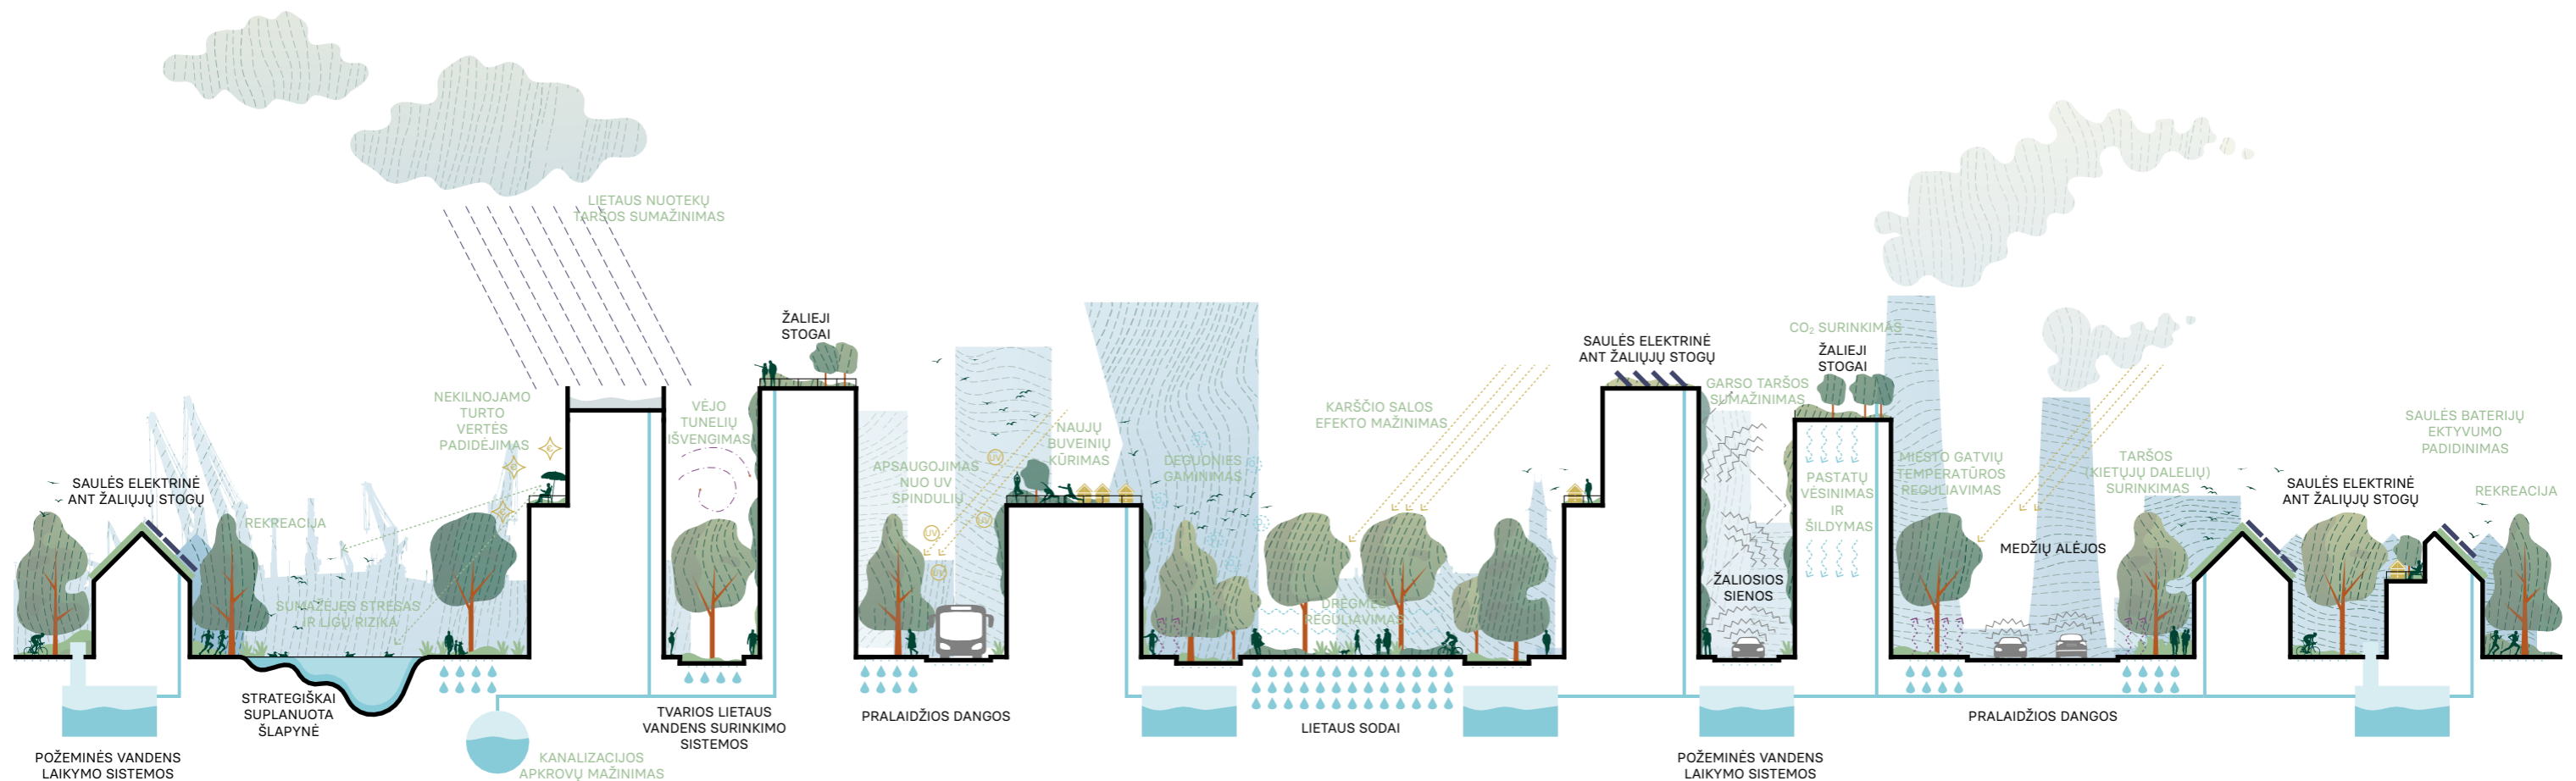 LIETAUS NUOTEKŲ
TARŠOS SUMAŽINIMAS
ŽALIEJI
STOGAI
NEKILNOJAMO
TURTO
VERTĖS
PADIDĖJIMAS
VĖJO
TUNELIŲ
IŠVENGIMAS
SAULĖS ELEKTRINĖ
ANT ŽALIŲJŲ STOGŲ
REKREACIJA
SUMAŽĖJĘS STRESAS
IR LIGŲ RIZIKA
STRATEGIŠKAI
SUPLANUOTA
ŠLAPYNĖ
POŽEMINĖS VANDENS
LAIKYMO SISTEMOS
KANALIZACIJOS
APKROVŲ MAŽINIMAS
TVARIOS LIETAUS
VANDENS SURINKIMO
SISTEMOS
APSAUGOJIMAS
NUO UV
SPINDULIŲ
UV
UV
UV
UV
NAUJŲ
BUVEINIŲ
KŪRIMAS
PRALAIDŽIOS DANGOS
DEGUONIES
GAMINIMAS
KARŠČIO SALOS
EFEKTO MAŽINIMAS
DRĖGMĖS
REGULIAVIMAS
LIETAUS SODAI
SAULĖS ELEKTRINĖ
ANT ŽALIŲJŲ STOGŲ
GARSO TARŠOS
SUMAŽINIMAS
ŽALIOSIOS
SIENOS
POŽEMINĖS VANDENS
LAIKYMO SISTEMOS
CO₂ SURINKIMAS
ŽALIEJI
STOGAI
PASTATŲ
VĖSINIMAS
IR
ŠILDYMAS
MIESTO GATVIŲ
TEMPERATŪROS
REGULIAVIMAS
MEDŽIŲ ALĖJOS
PRALAIDŽIOS DANGOS
TARŠOS
(KIETŲJŲ DALELIŲ)
SURINKIMAS
SAULĖS ELEKTRINĖ
ANT ŽALIŲJŲ STOGŲ
SAULĖS BATERIJŲ
EKTYVUMO
PADIDINIMAS
REKREACIJA